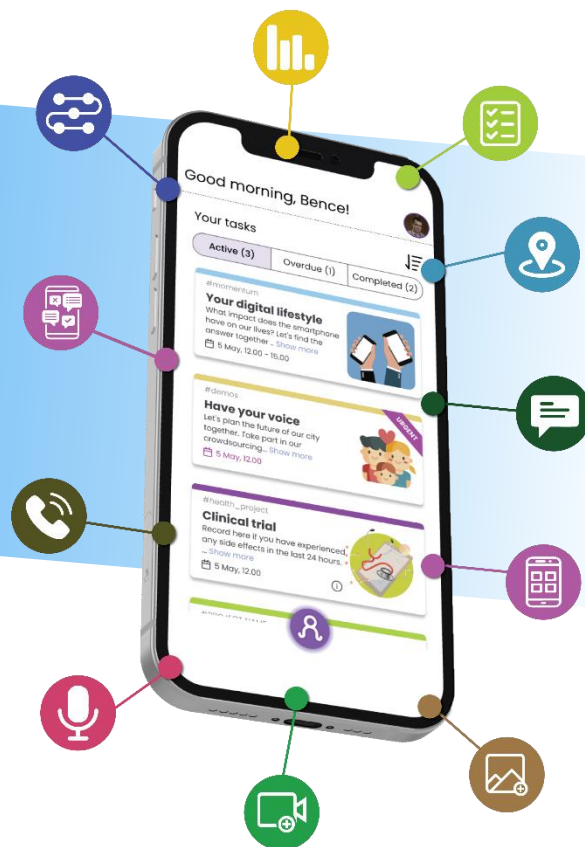 Good morning, Bence!
Your tasks
Active (3)
Overdue (1)
Completed (2)
#momentum
Your digital lifestyle
What impact does the smartphone
have on our lives? Let's find the
answer together ... Show more
5 May, 12.00 - 16.00
#demos
Have your voice
URGENT
Let's plan the future of our city
together. Take part in our
crowdsourcing... Show more
5 May, 12.00
#health_project
Clinical trial
Record here if you have experienced,
any side effects in the last 24 hours.
... Show more
5 May, 12.00